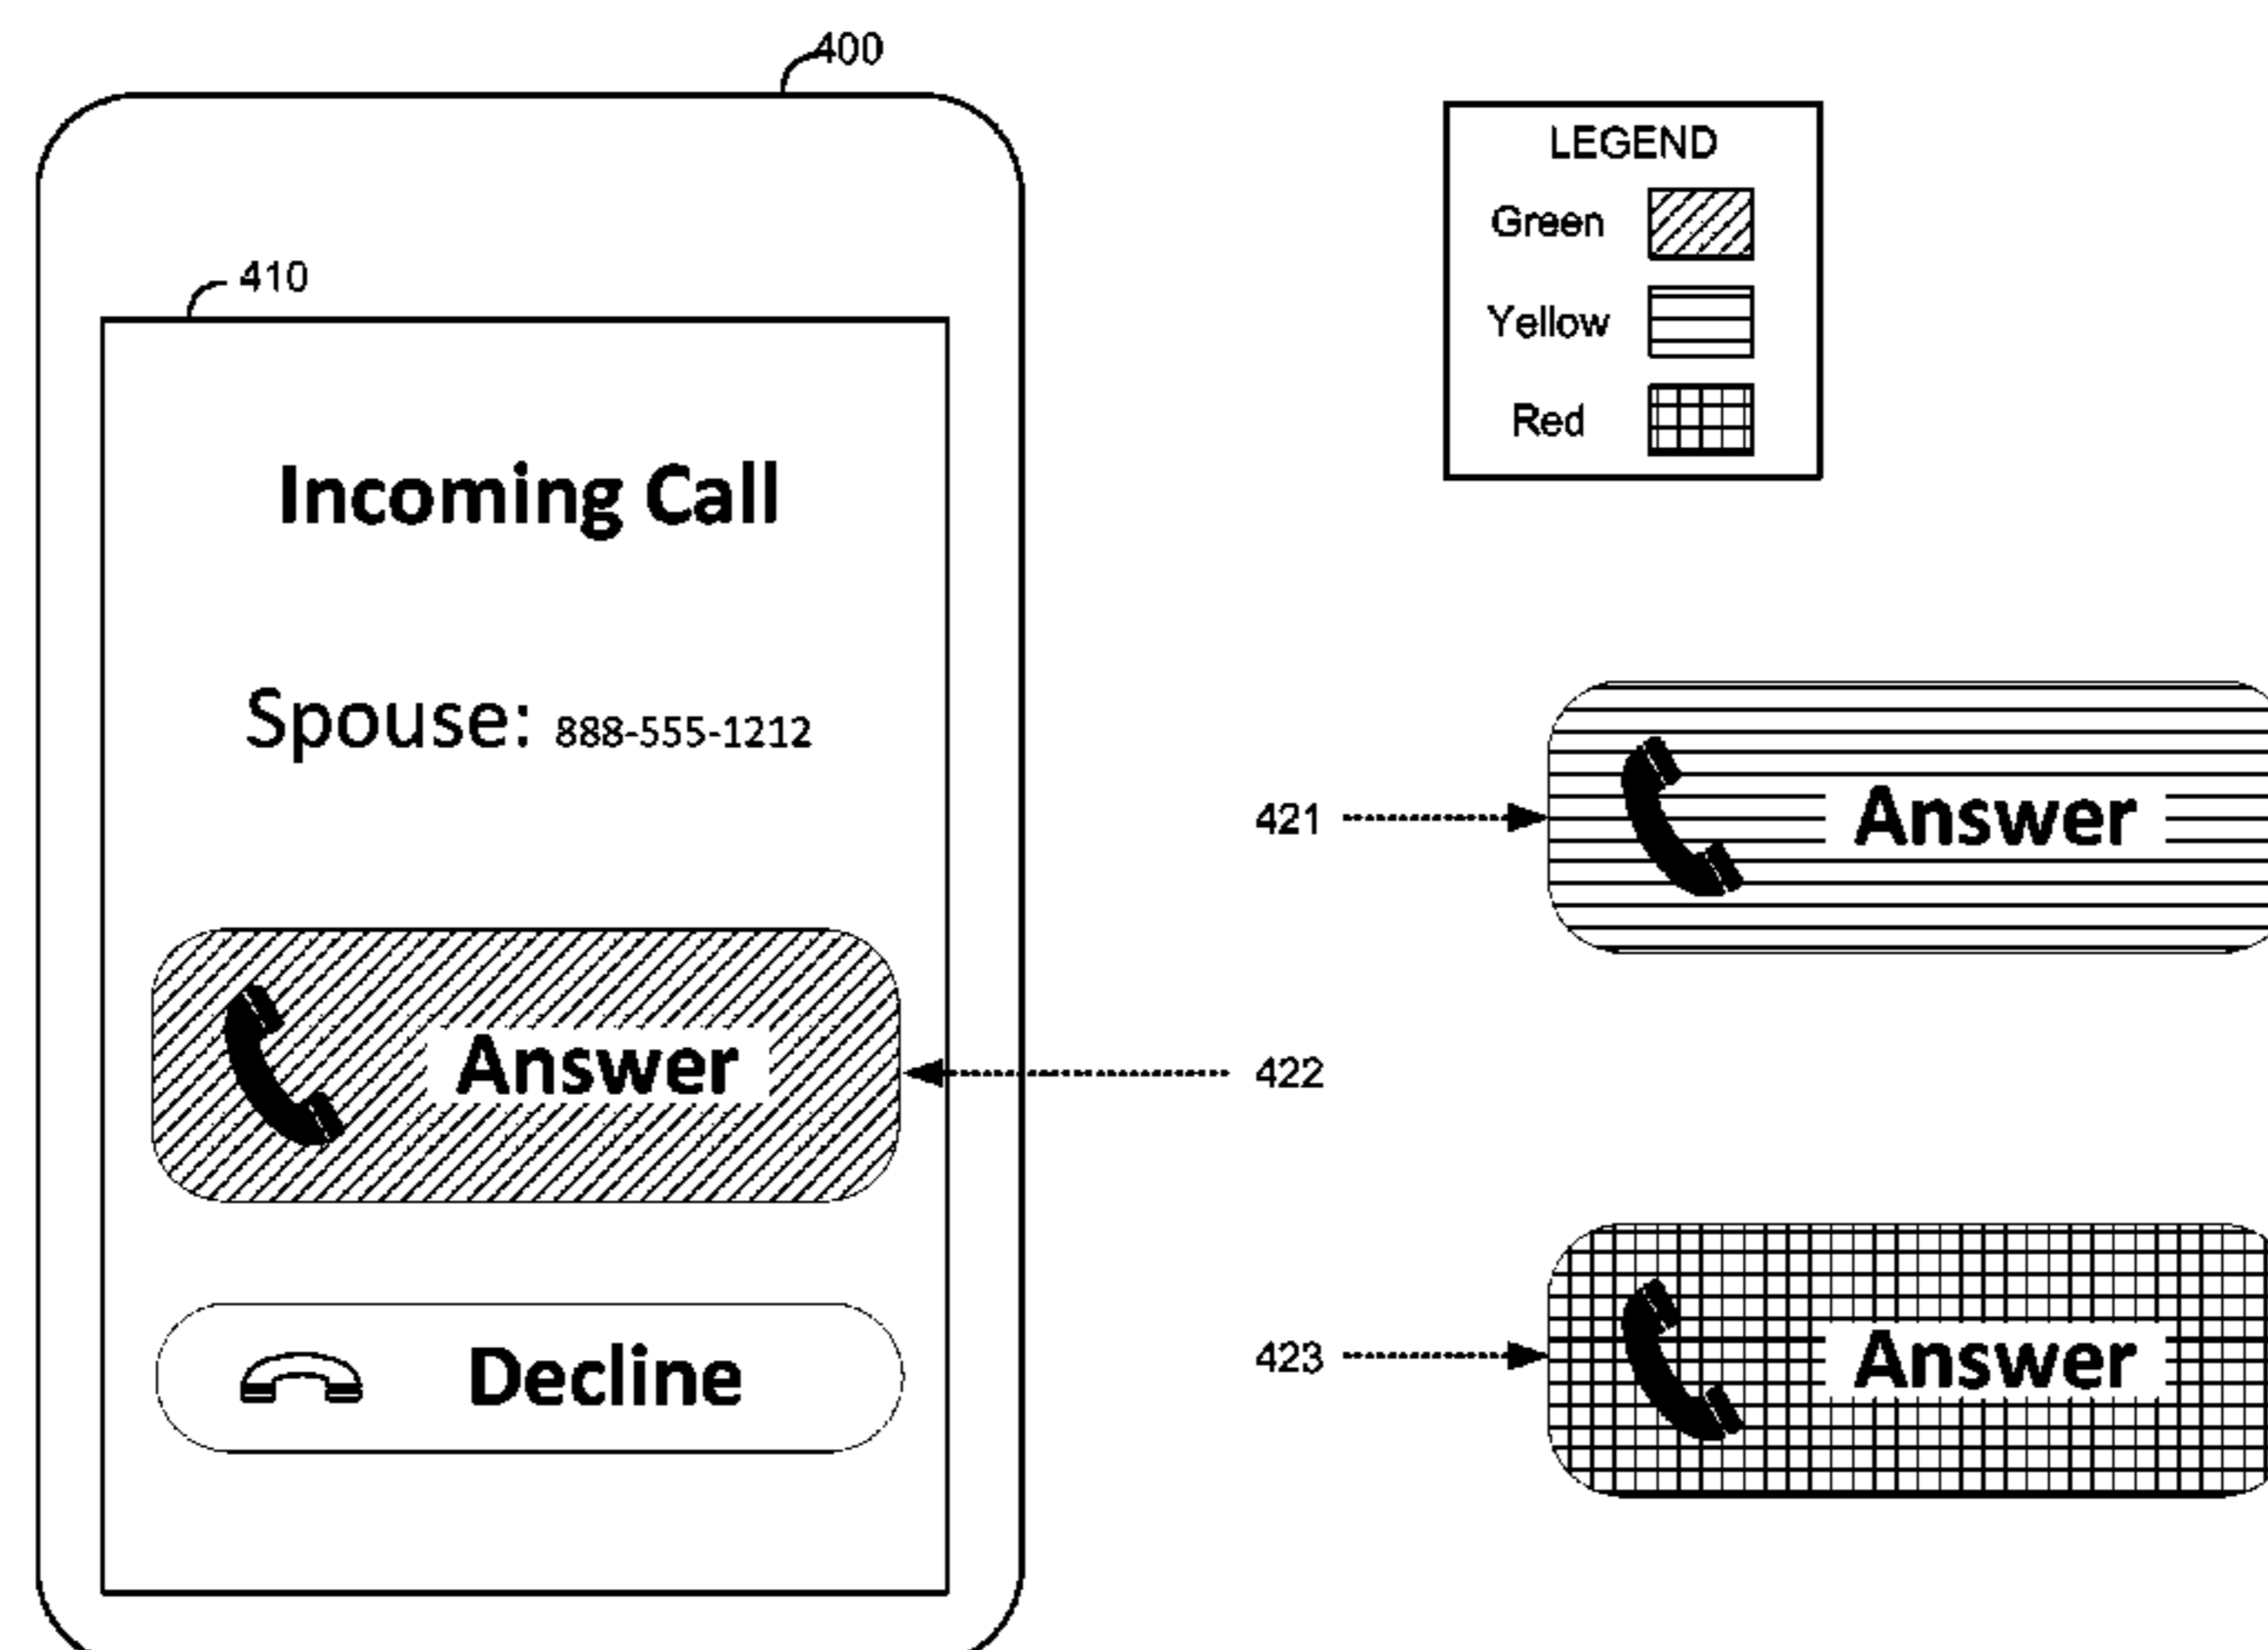 400
410
Incoming Call
Spouse: 888-555-1212
Answer
Decline
LEGEND
Green
Yellow
Red
421
Answer
422
423
Answer